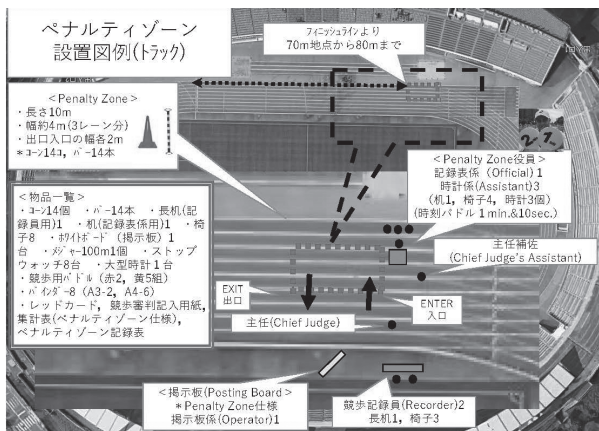 ペナルティゾーン
設置図例(トラック)
フィニッシュラインより
70m地点から80mまで
<Penalty Zone>
・長さ10m
・幅約4m(3レーン分)
・出口入口の幅各2m
*コーン14コ, バー14本
<Penalty Zone役員>
記録表係 (Official) 1
時計係(Assistant)3
(机1, 椅子4, 時計3個)
(時刻パドル1min.&10sec.)
<物品一覧>
・コーン14個 ・バー14本 ・長机(記
録員用)1 ・机(記録表係用)1 ・椅
子8 ・ホワイトボード (掲示板) 1
台 ・メジャー100m1個 ・ストップ
ウォッチ8台 ・大型時計1台
・競歩用パドル (赤2, 黄5組)
・バインダー8 (A3-2, A4-6)
・レッドカード, 競歩審判記入用紙,
集計表(ペナルティゾーン仕様),
ペナルティゾーン記録表
主任補佐
(Chief Judge's Assistant)
EXIT
出口
ENTER
入口
主任(Chief Judge)
<掲示板(Posting Board)>
*Penalty Zone仕様
掲示板係(Operator)1
競歩記録員(Recorder)2
長机1, 椅子3